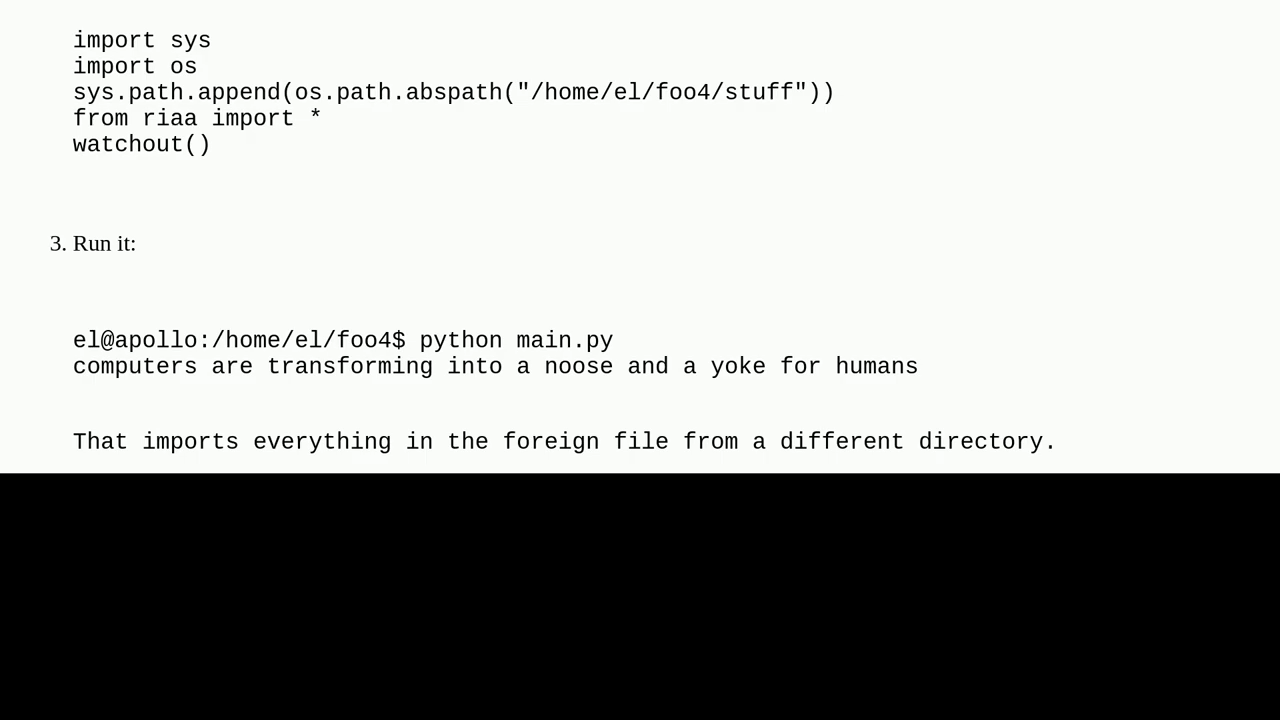 import sys
import os
sys.path.append(os.path.abspath("/home/el/foo4/stuff"))
from riaa import *
watchout()
3. Run it:
el@apollo:/home/el/foo4$ python main.py
computers are transforming into a noose and a yoke for humans
That imports everything in the foreign file from a different directory.